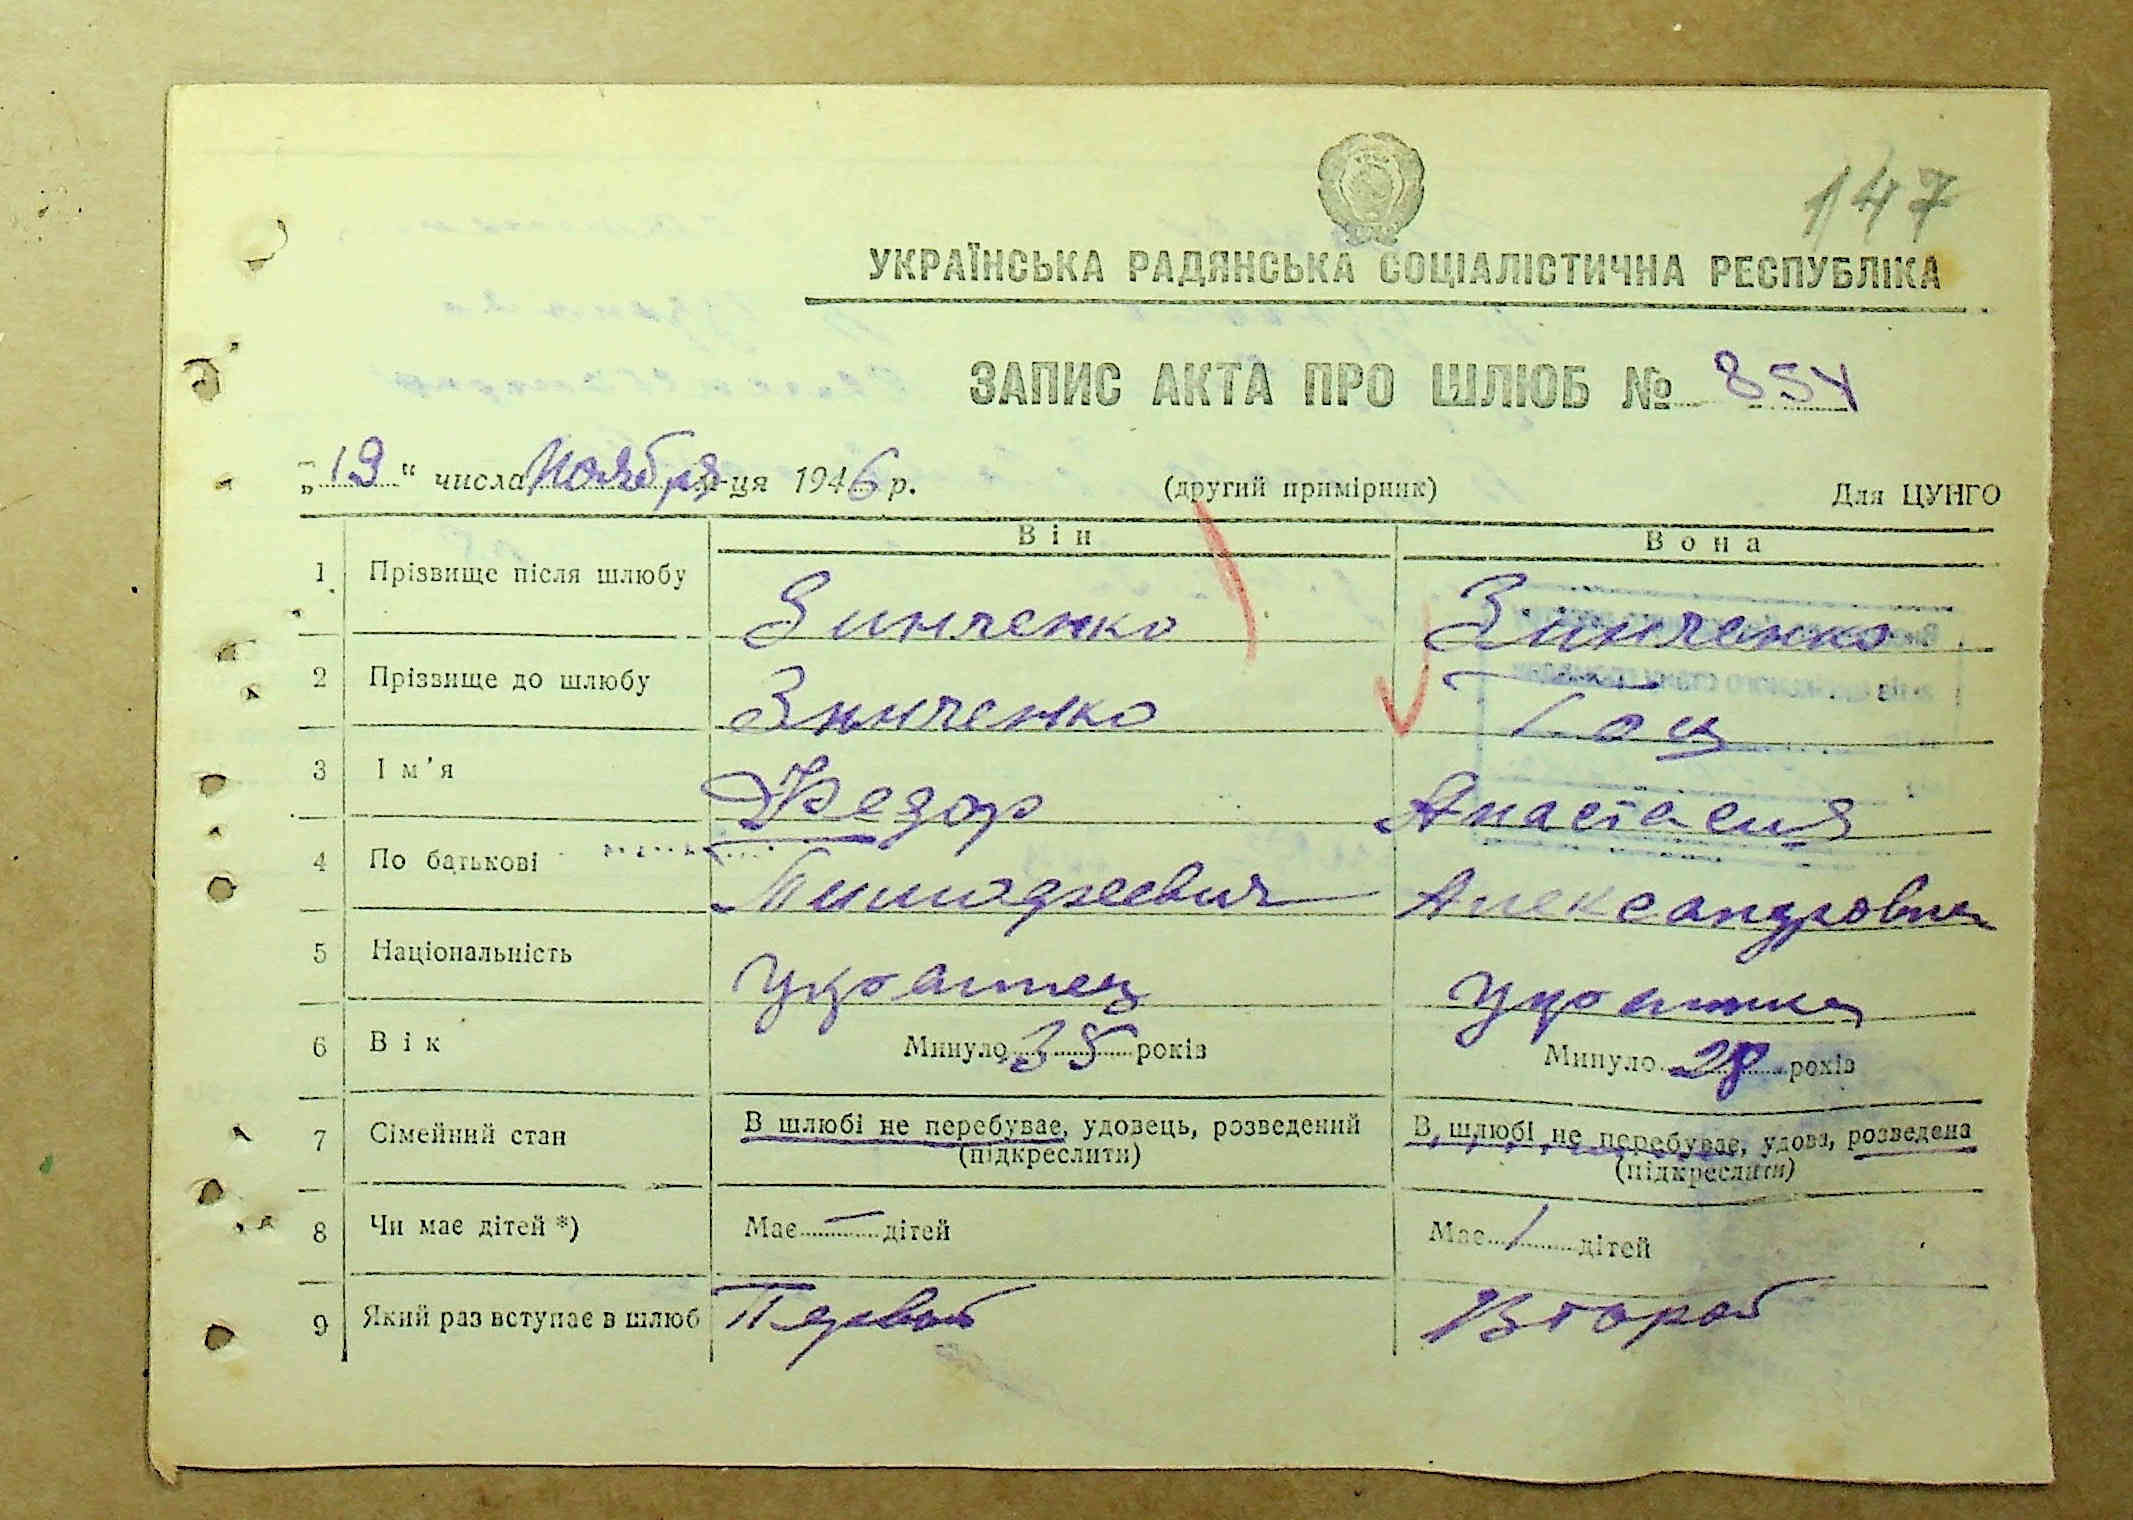 147
УКРАЇНСЬКА РАДЯНСЬКА СОЦІАЛІСТИЧНА РЕСПУБЛІКА
ЗАПИС АКТА ПРО ШЛЮБ № 854
„19“ числа Ноября м-ця 1946 р. (другий примірник) Для ЦУНГО
Він Вона
1 Прізвище після шлюбу Зинченко Зинченко
2 Прізвище до шлюбу Зинченко Гоц
3 Ім’я Федор Анастасия
4 По батькові Тимофеевич Александровна
5 Національність украинец украинка
6 Вік Минуло 35 років Минуло 28 років
7 Сімейний стан В шлюбі не перебуває, удовець, розведений В шлюбі не перебуває, удова, розведена
(підкреслити) (підкреслити)
8 Чи має дітей *) Має — дітей Має 1 дітей
9 Який раз вступає в шлюб Первой Второй